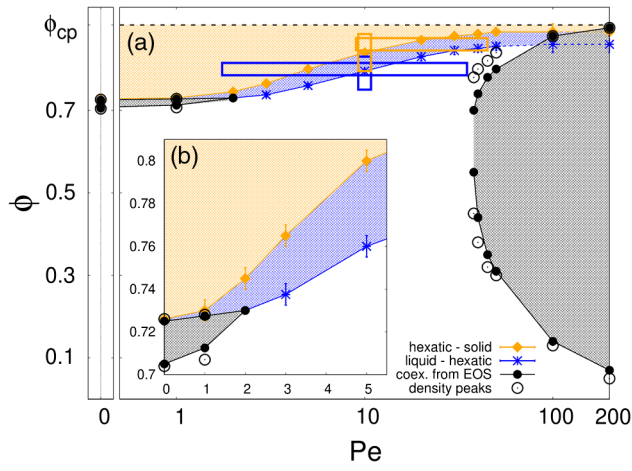 ϕcp
(a)
0.7
ϕ
0.5
0.3
0.1
(b)
0.8
0.78
0.76
0.74
0.72
0.7
0 1 2 3 5
hexatic - solid
liquid - hexatic
coex. from EOS
density peaks
0 1 10 100 200
Pe